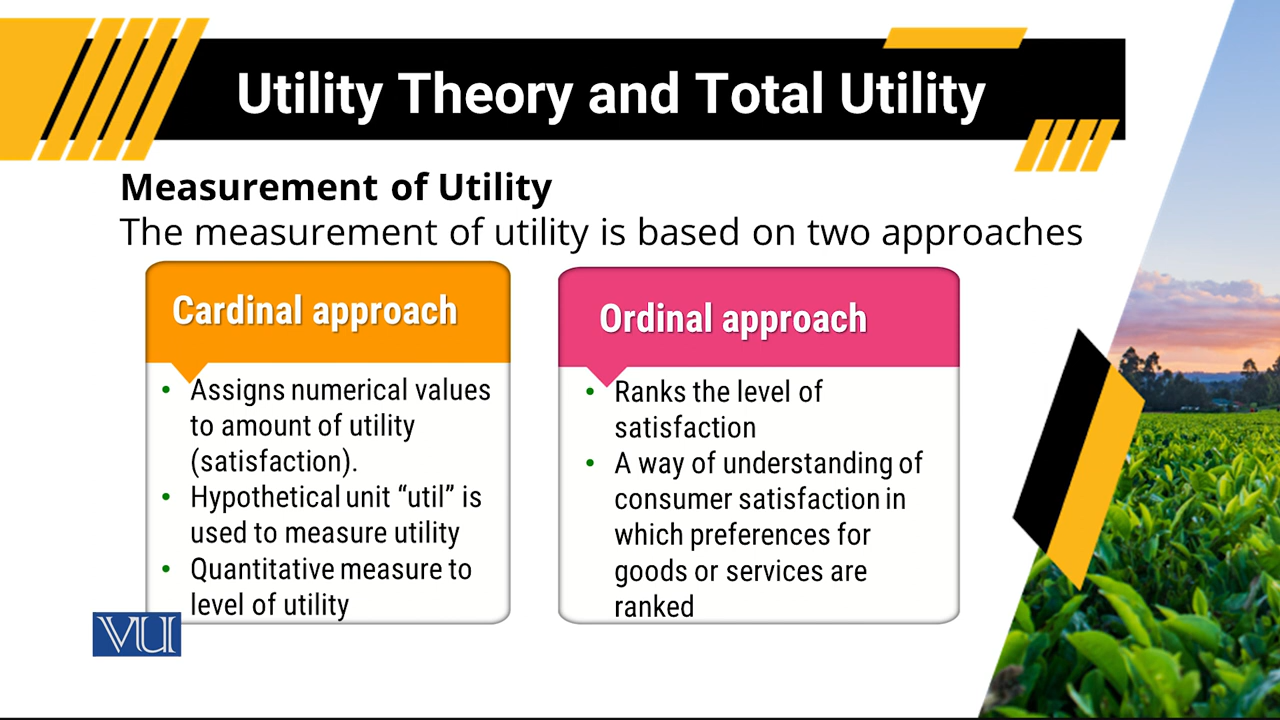 Utility Theory and Total Utility
Measurement of Utility
The measurement of utility is based on two approaches
Cardinal approach
• Assigns numerical values
to amount of utility
(satisfaction).
• Hypothetical unit “util” is
used to measure utility
• Quantitative measure to
level of utility
Ordinal approach
• Ranks the level of
satisfaction
• A way of understanding of
consumer satisfaction in
which preferences for
goods or services are
ranked
VU